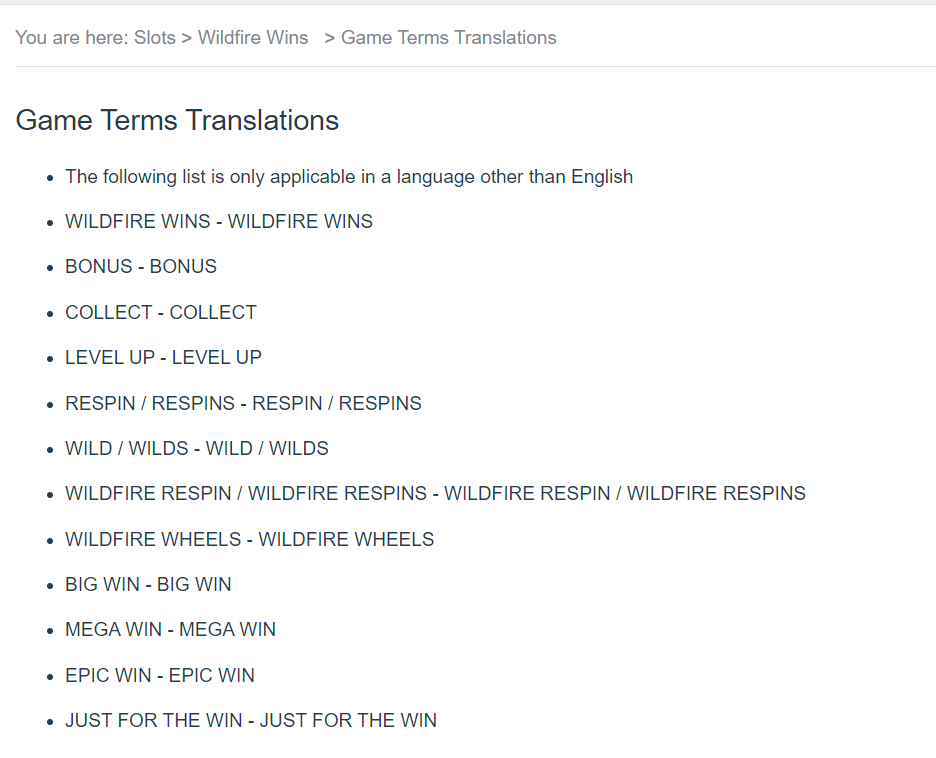 You are here: Slots > Wildfire Wins > Game Terms Translations
Game Terms Translations
The following list is only applicable in a language other than English
WILDFIRE WINS - WILDFIRE WINS
BONUS - BONUS
COLLECT - COLLECT
LEVEL UP - LEVEL UP
RESPIN / RESPINS - RESPIN / RESPINS
WILD / WILDS - WILD / WILDS
WILDFIRE RESPIN / WILDFIRE RESPINS - WILDFIRE RESPIN / WILDFIRE RESPINS
WILDFIRE WHEELS - WILDFIRE WHEELS
BIG WIN - BIG WIN
MEGA WIN - MEGA WIN
EPIC WIN - EPIC WIN
JUST FOR THE WIN - JUST FOR THE WIN